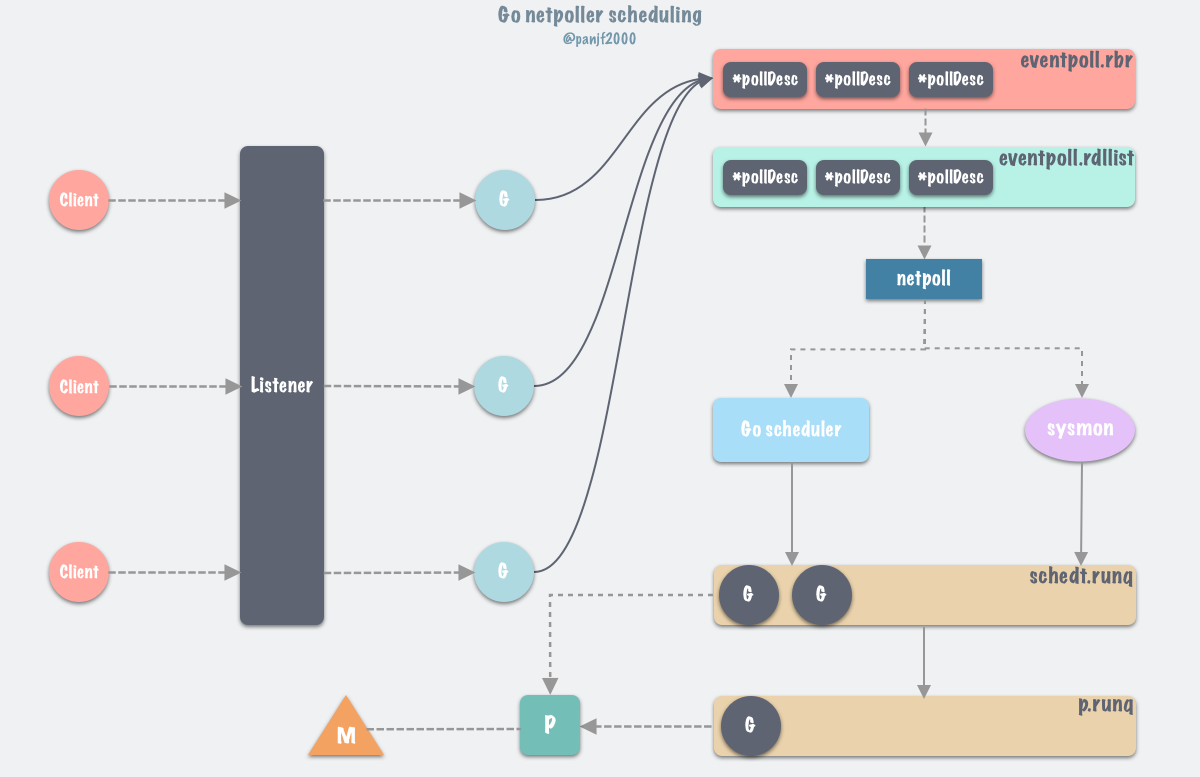 Go netpoller scheduling
@panjf2000
eventpoll.rbr
*pollDesc *pollDesc *pollDesc
eventpoll.rdllist
*pollDesc *pollDesc *pollDesc
Client
G
netpoll
Client
Listener
G
Go scheduler
sysmon
Client
G
schedt.runq
G G
p.runq
M
P
G